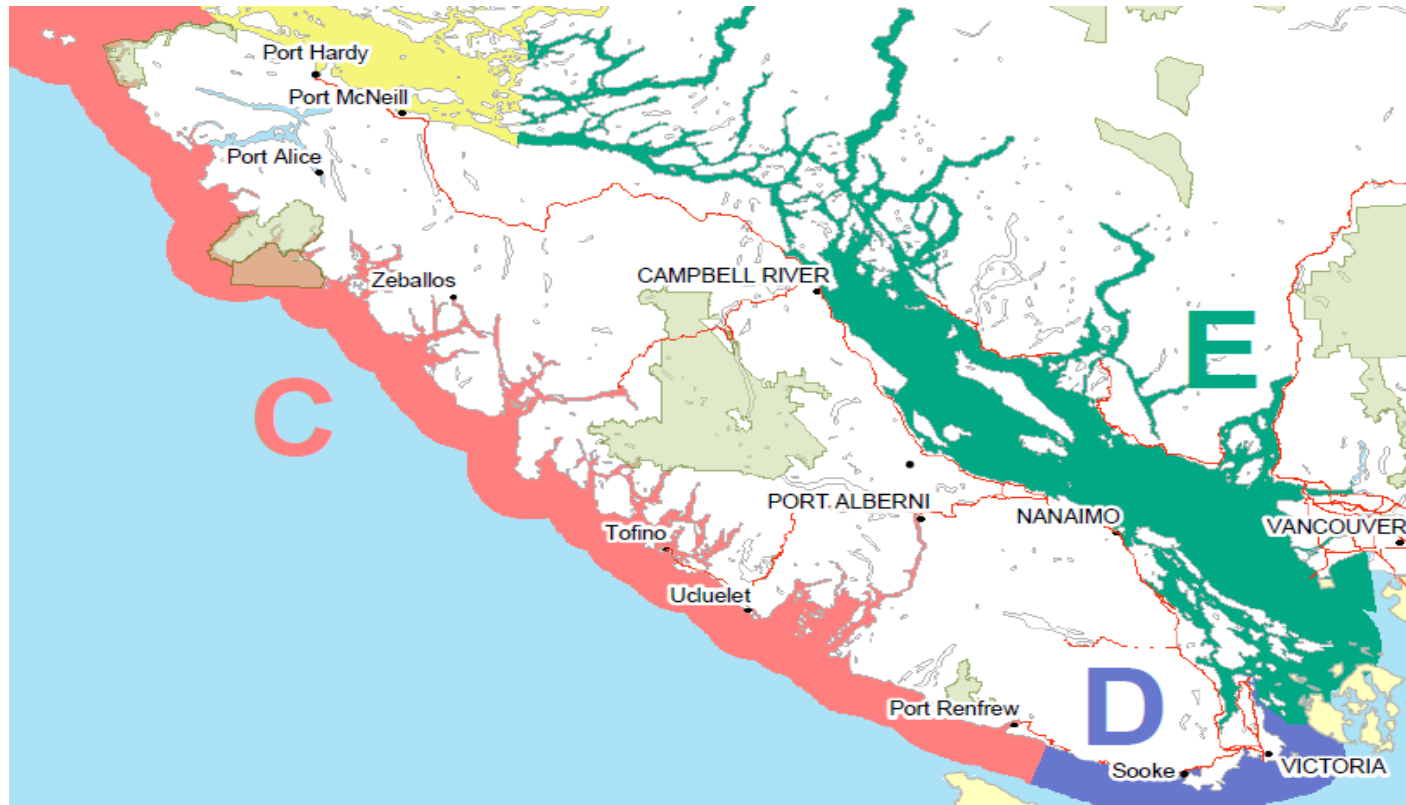 Port Hardy
Port McNeill
Port Alice
Zeballos
CAMPBELL RIVER
E
C
PORT ALBERNI
NANAIMO
VANCOUVER
Tofino
Ucluelet
D
Port Renfrew
Sooke
VICTORIA